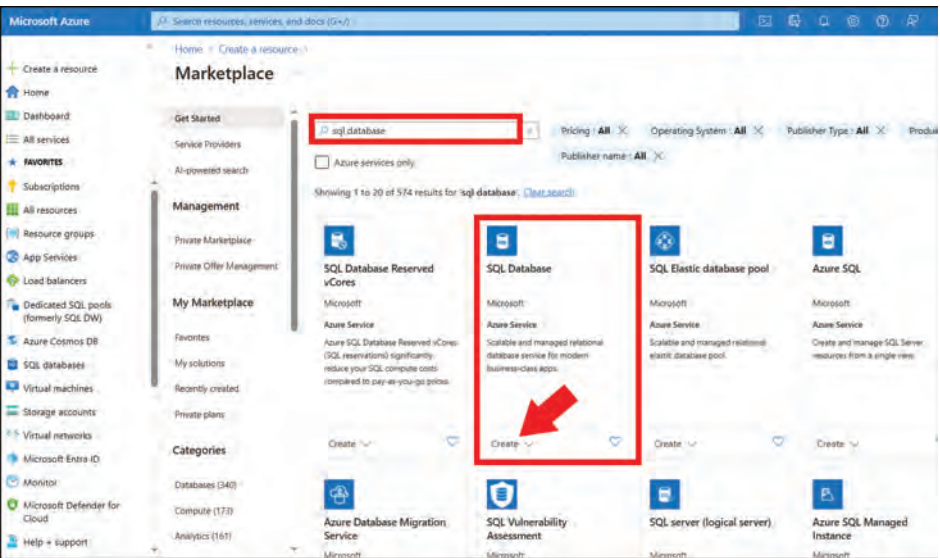 Microsoft Azure
Search resources, services, and docs (G+/)
Home > Create a resource >
Marketplace
Create a resource
Home
Dashboard
All services
FAVORITES
Subscriptions
All resources
Resource groups
App Services
Load balancers
Dedicated SQL pools
(formerly SQL DW)
Azure Cosmos DB
SQL databases
Virtual machines
Storage accounts
Virtual networks
Microsoft Entra ID
Monitor
Microsoft Defender for
Cloud
Help + support
Get Started
Service Providers
AI-powered search
Management
Private Marketplace
Private Offer Management
My Marketplace
Favorites
My solutions
Recently created
Private plans
Categories
Databases (340)
Compute (173)
Analytics (161)
sql database
Pricing : All
Operating System : All
Publisher Type : All
Produ
Azure services only
Publisher name : All
Showing 1 to 20 of 574 results for 'sql database'. Clear search
SQL Database Reserved
vCores
Microsoft
Azure Service
Azure SQL Database Reserved vCores
(SQL reservations) significantly
reduce your SQL compute costs
compared to pay-as-you-go prices.
Create
SQL Database
Microsoft
Azure Service
Scalable and managed relational
database service for modern
business-class apps.
Create
SQL Elastic database pool
Microsoft
Azure Service
Scalable and managed relational
elastic database pool.
Create
Azure SQL
Microsoft
Azure Service
Create and manage SQL Server
resources from a single view.
Create
Azure Database Migration
Service
Microsoft
SQL Vulnerability
Assessment
Microsoft
SQL server (logical server)
Microsoft
Azure SQL Managed
Instance
Microsoft